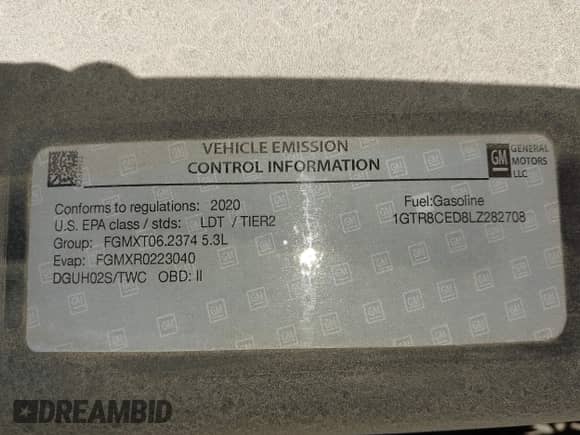 VEHICLE EMISSION
CONTROL INFORMATION
GM
GENERAL
MOTORS
LLC
Conforms to regulations: 2020
U.S. EPA class / stds: LDT / TIER2
Group: FGMXT06.2374 5.3L
Evap: FGMXR0223040
DGUH02S/TWC OBD: II
Fuel:Gasoline
1GTR8CED8LZ282708
DREAMBID